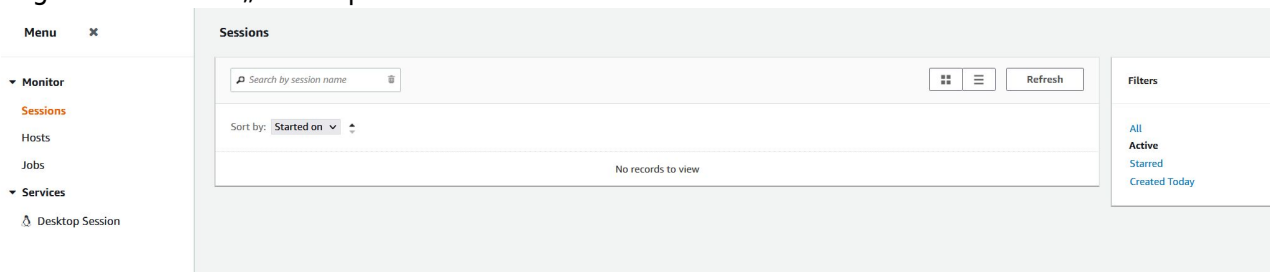 Menu
Sessions
Monitor
Sessions
Hosts
Jobs
Services
Desktop Session
Search by session name
Refresh
Sort by: Started on
No records to view
Filters
All
Active
Starred
Created Today